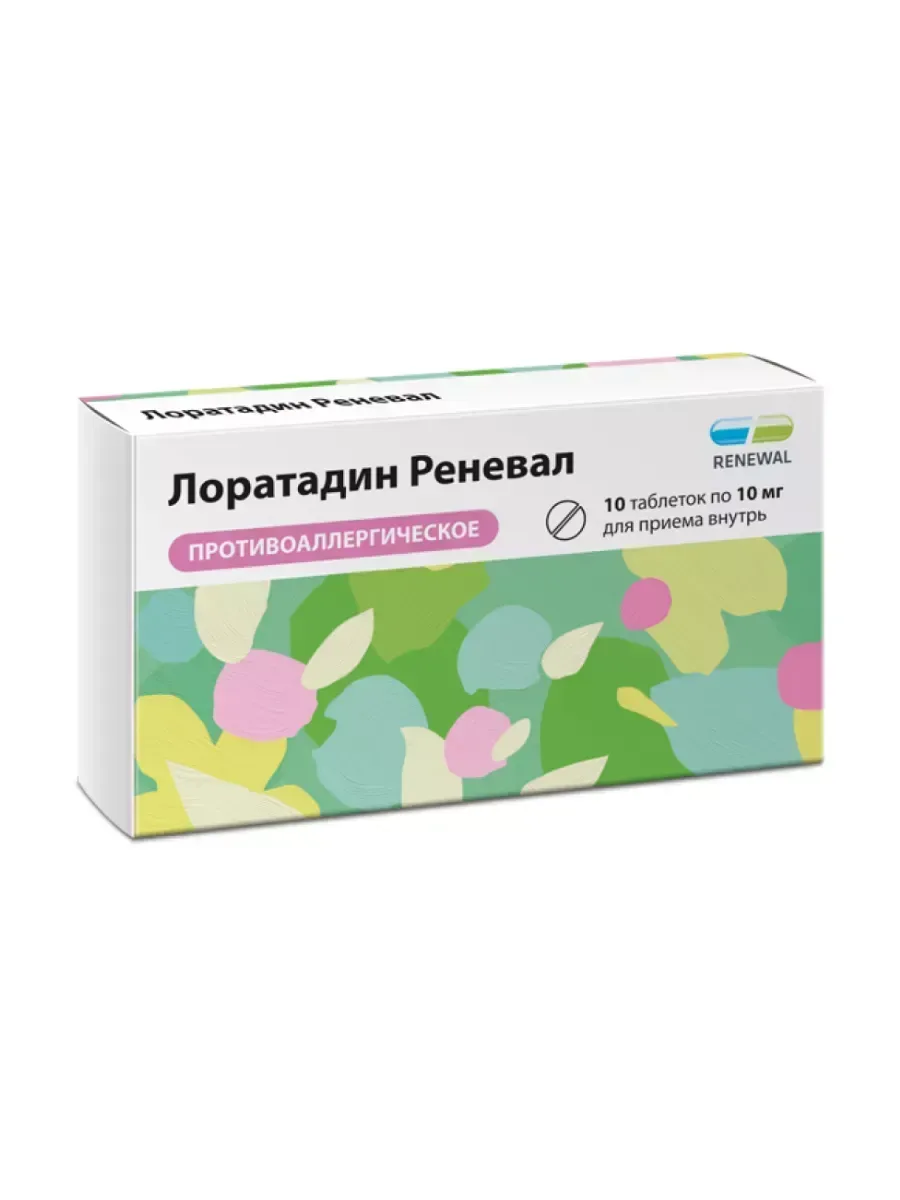 Лоратадин Реневал
Лоратадин Реневал
ПРОТИВОАЛЛЕРГИЧЕСКОЕ
RENEWAL
10 таблеток по 10 мг
для приема внутрь